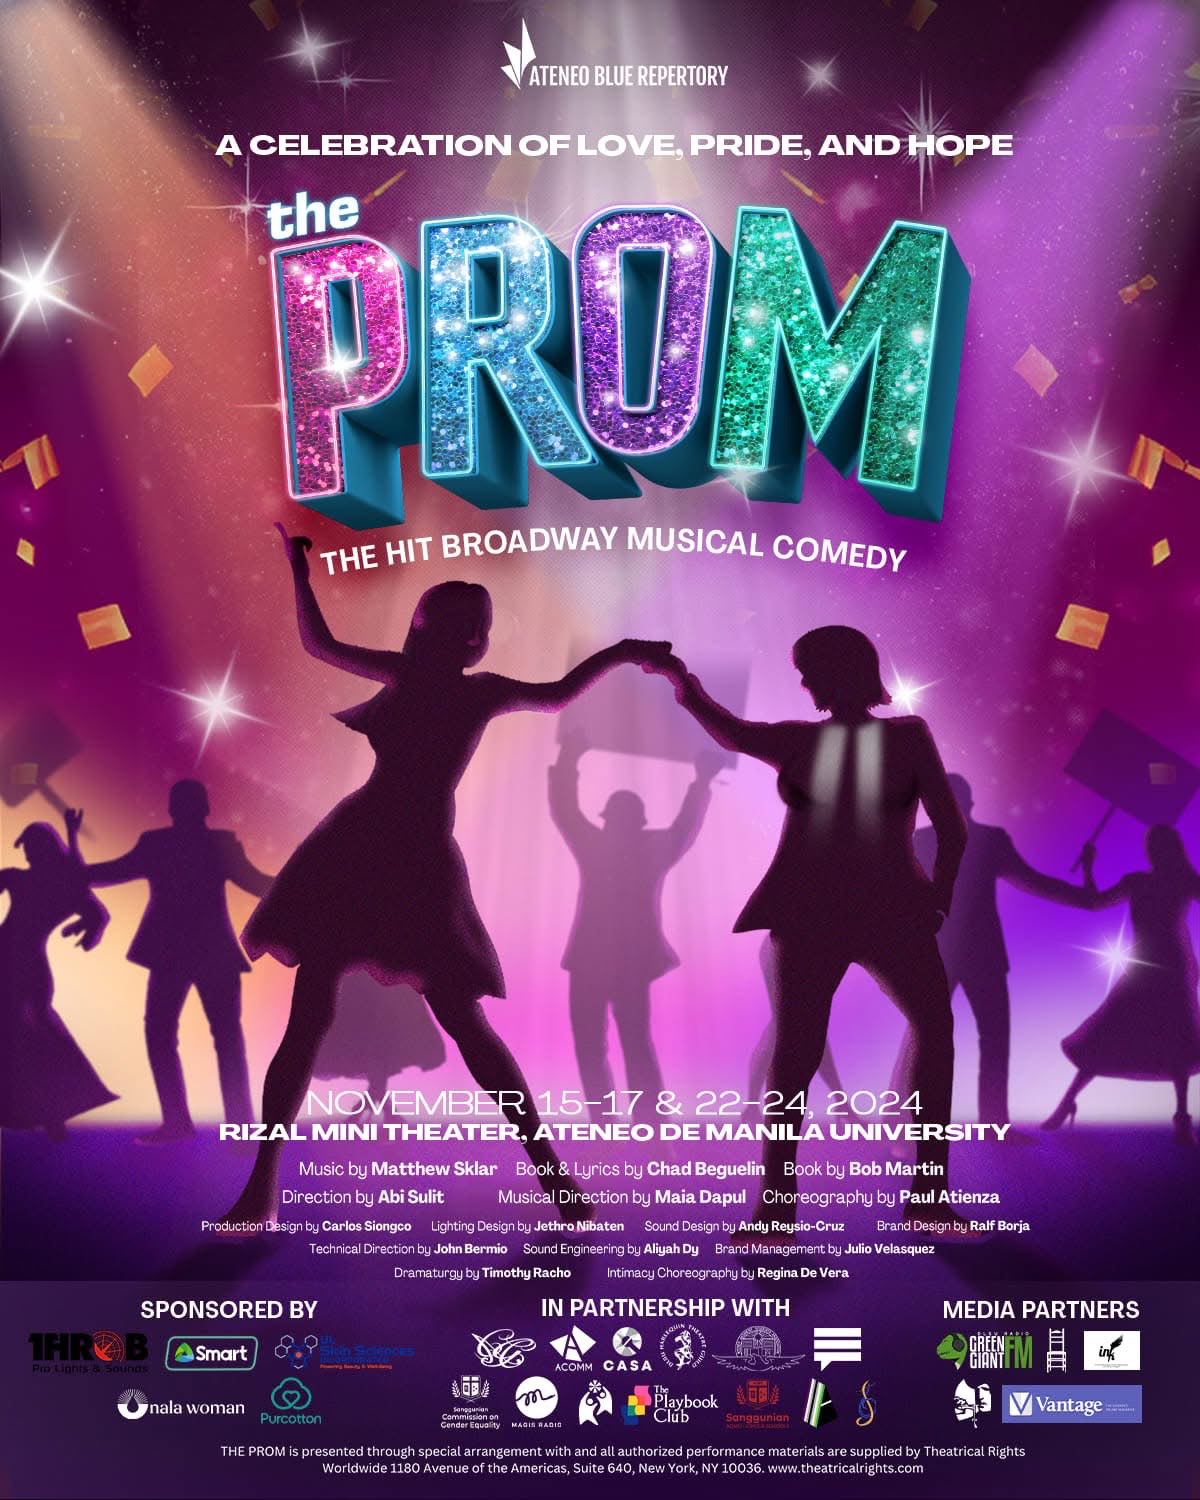 ATENEO BLUE REPERTORY
A CELEBRATION OF LOVE, PRIDE, AND HOPE
the
PROM
THE HIT BROADWAY MUSICAL COMEDY
NOVEMBER 15-17 & 22-24, 2024
RIZAL MINI THEATER, ATENEO DE MANILA UNIVERSITY
Music by Matthew Sklar Book & Lyrics by Chad Beguelin Book by Bob Martin
Direction by Abi Sulit Musical Direction by Maia Dapul Choreography by Paul Atienza
Production Design by Carlos Siongco Lighting Design by Jethro Nibaten Sound Design by Andy Reysio-Cruz Brand Design by Ralf Borja
Technical Direction by John Bermio Sound Engineering by Aliyah Dy Brand Management by Julio Velasquez
Dramaturgy by Timothy Racho Intimacy Choreography by Regina De Vera
SPONSORED BY
1THROB
Pro Lights & Sounds
Smart
Skin Sciences
nala woman
Purcotton
IN PARTNERSHIP WITH
ACOMM
CASA
HARLEQUIN THEATRE GUILD
Sanggunian
Commission on
Gender Equality
MAGIS RADIO
The
Playbook
Club
Sanggunian
MEDIA PARTNERS
GREEN
GIANT FM
ink
Vantage
THE PROM is presented through special arrangement with and all authorized performance materials are supplied by Theatrical Rights
Worldwide 1180 Avenue of the Americas, Suite 640, New York, NY 10036. www.theatricalrights.com